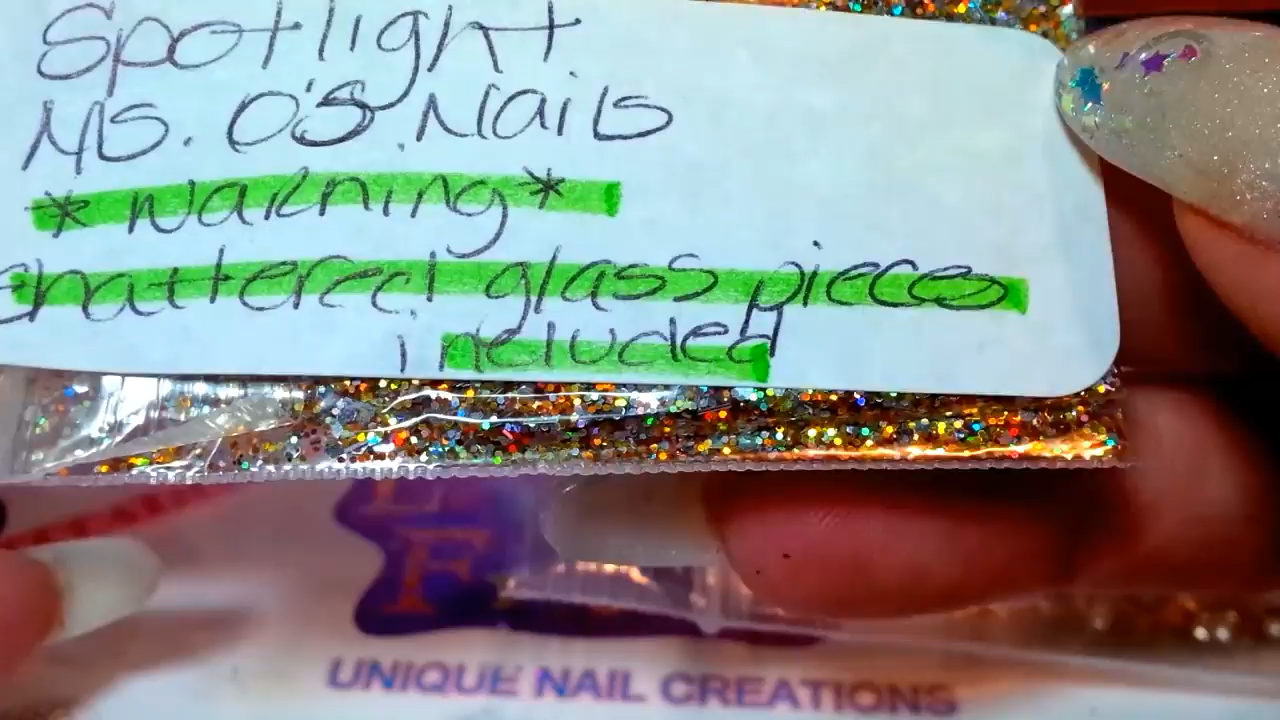 Spotlight
Ms. O's Nails
*Warning*
Shattered glass pieces
included
F
UNIQUE NAIL CREATIONS